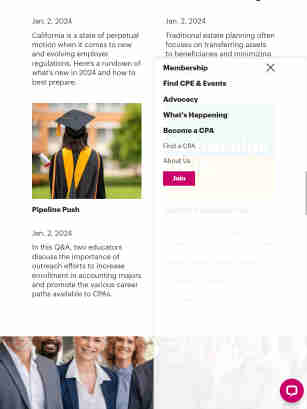 Jan. 2, 2024
California is a state of perpetual
motion when it comes to new
and evolving employer
regulations. Here's a rundown of
what's new in 2024 and how to
best prepare.
Jan. 2, 2024
Traditional estate planning often
focuses on transferring assets
to beneficiaries and minimizing
Membership
Find CPE & Events
Advocacy
What's Happening
Become a CPA
Find a CPA
About Us
Join
Pipeline Push
Jan. 2, 2024
In this Q&A, two educators
discuss the importance of
outreach efforts to increase
enrollment in accounting majors
and promote the various career
paths available to CPAs.